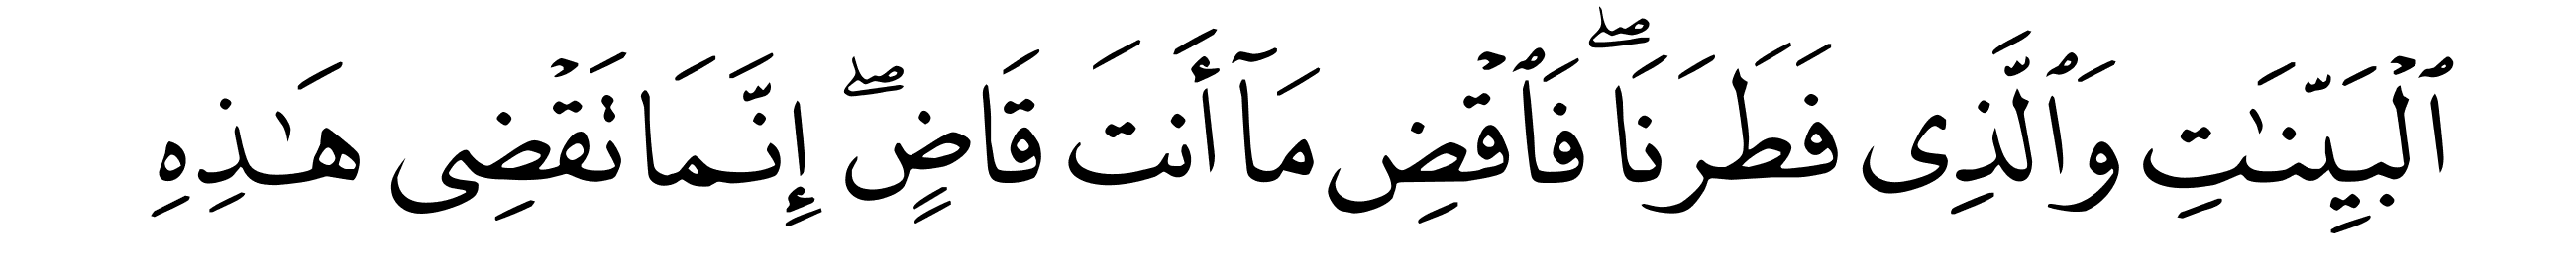 ٱلۡبَيِّنَـٰتِ وَٱلَّذِى فَطَرَنَاۖ فَٱقۡضِ مَآ أَنتَ قَاضٍۖ إِنَّمَا تَقۡضِى هَـٰذِهِ